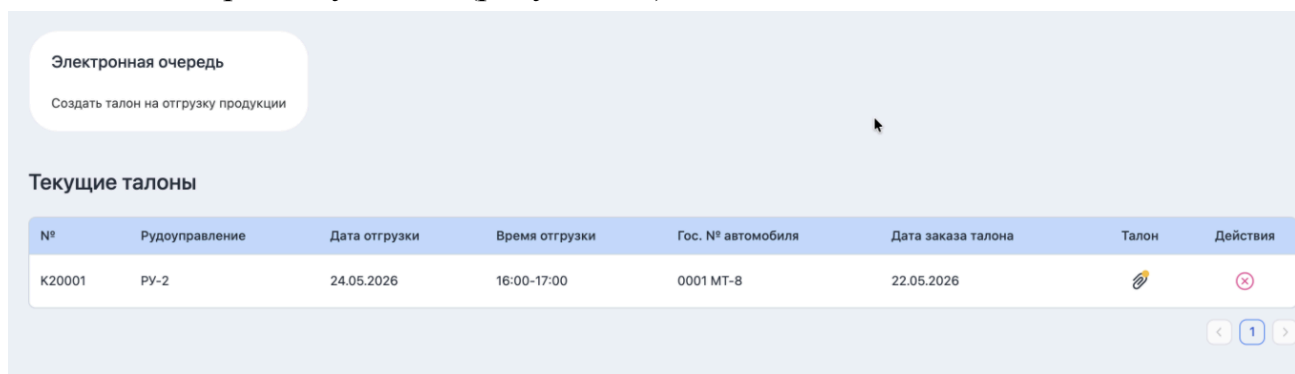 Электронная очередь
Создать талон на отгрузку продукции
Текущие талоны
№ Рудоуправление Дата отгрузки Время отгрузки Гос. № автомобиля Дата заказа талона Талон Действия
К20001 РУ-2 24.05.2026 16:00-17:00 0001 МТ-8 22.05.2026
1